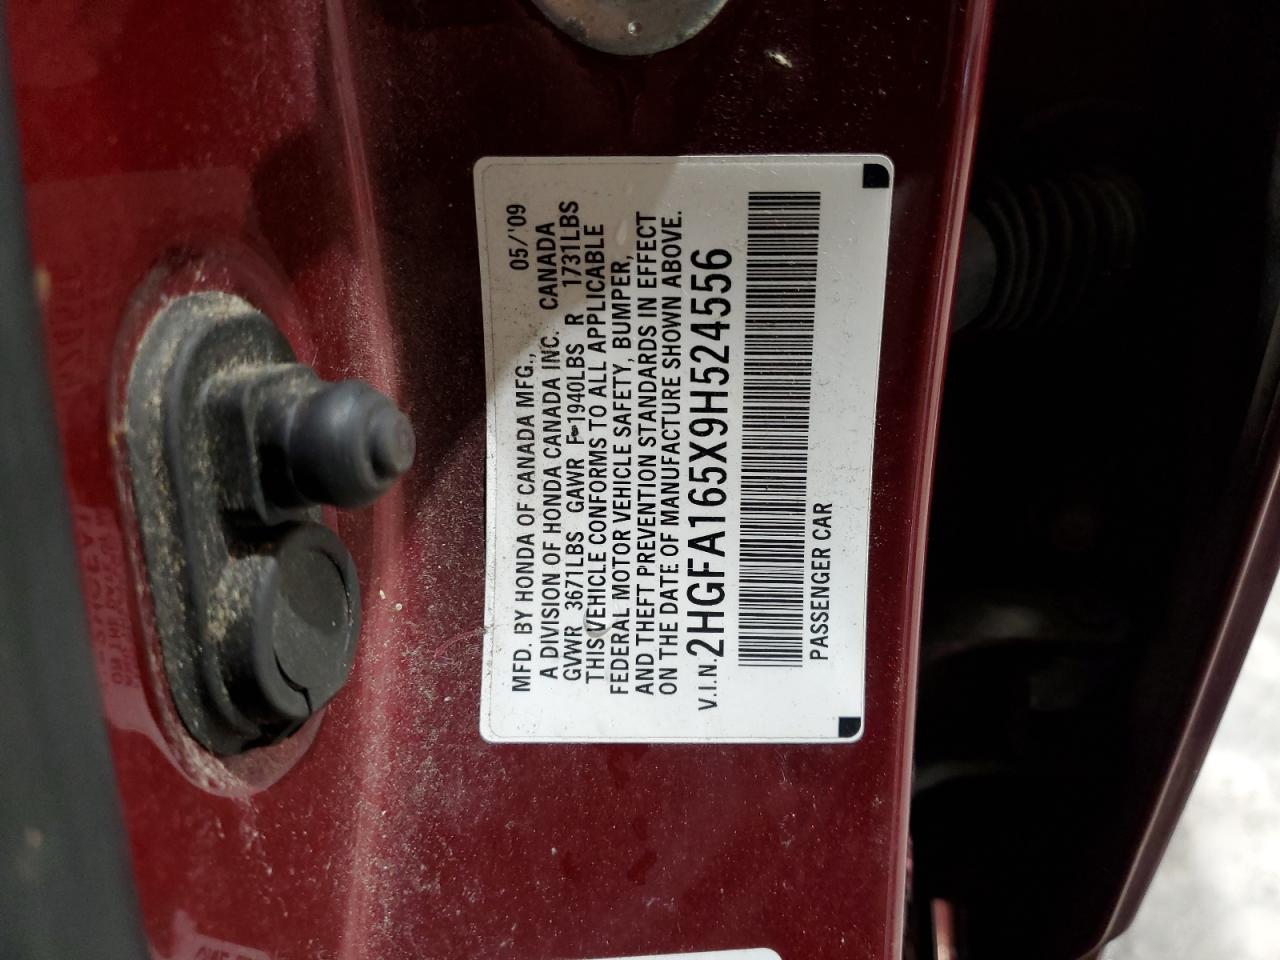 MFD. BY HONDA OF CANADA MFG., 05/'09
A DIVISION OF HONDA CANADA INC. CANADA
GVWR 3671LBS GAWR F 1940LBS R 1731LBS
THIS VEHICLE CONFORMS TO ALL APPLICABLE
FEDERAL MOTOR VEHICLE SAFETY, BUMPER,
AND THEFT PREVENTION STANDARDS IN EFFECT
ON THE DATE OF MANUFACTURE SHOWN ABOVE.
V.I.N. 2HGFA165X9H524556
PASSENGER CAR